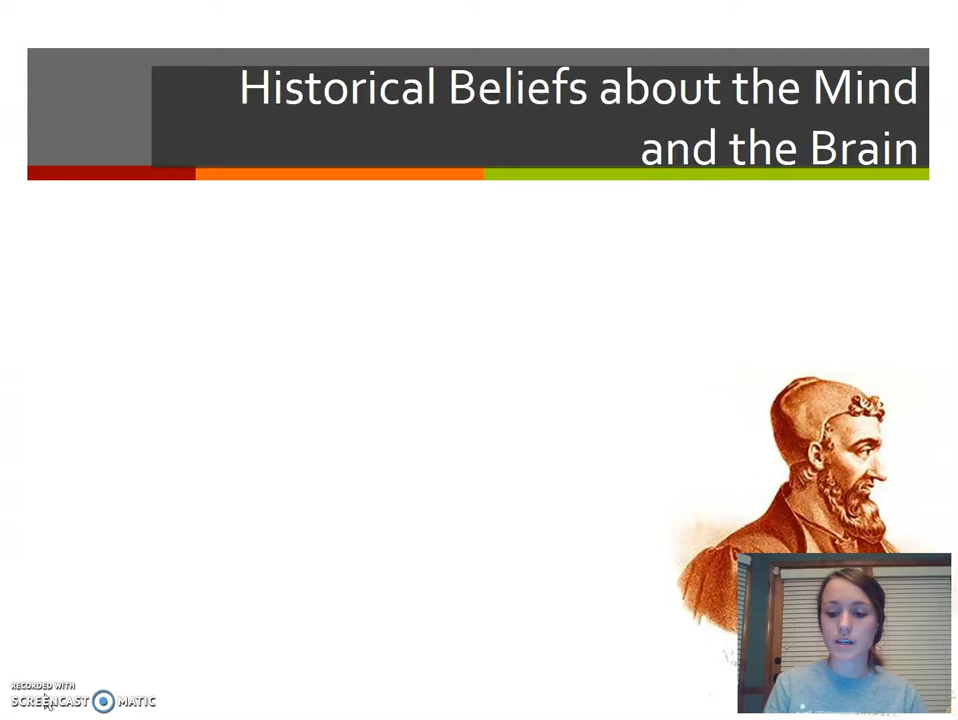 Historical Beliefs about the Mind
and the Brain
RECORDED WITH
SCREENCAST MATIC